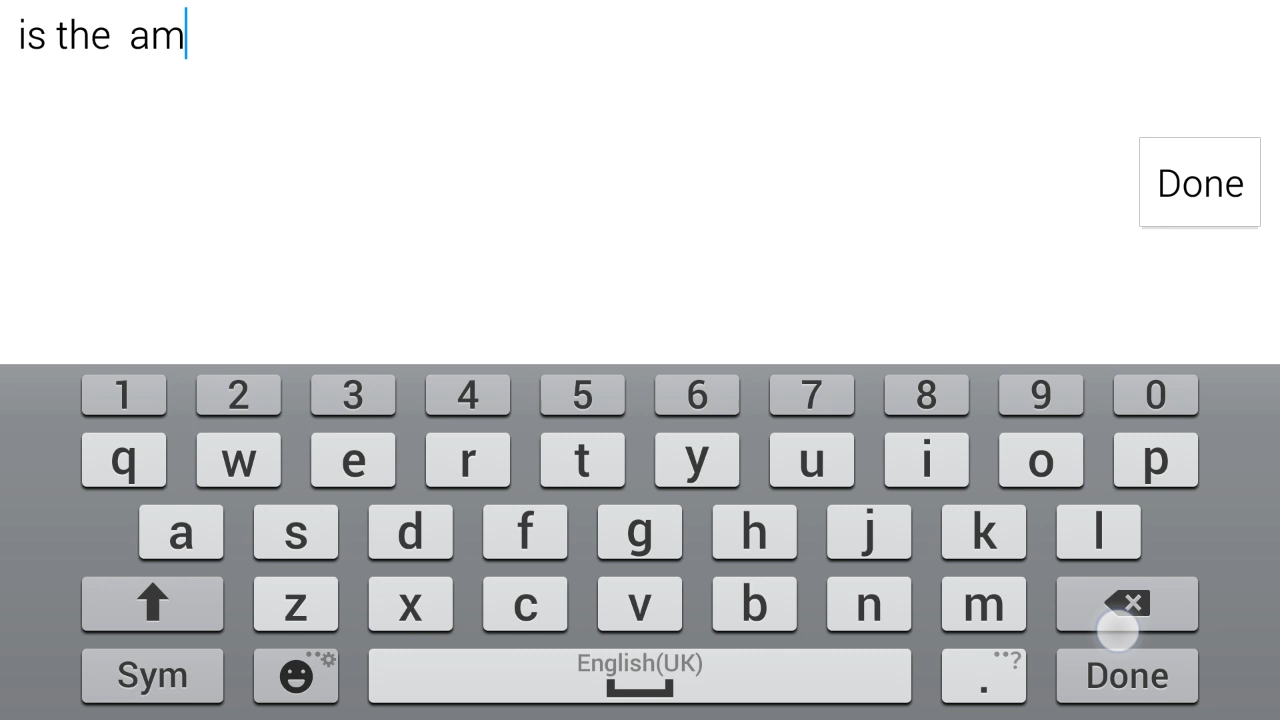 is the  am
Done
1 2 3 4 5 6 7 8 9 0
q w e r t y u i o p
a s d f g h j k l
z x c v b n m
Sym English(UK) . ? Done